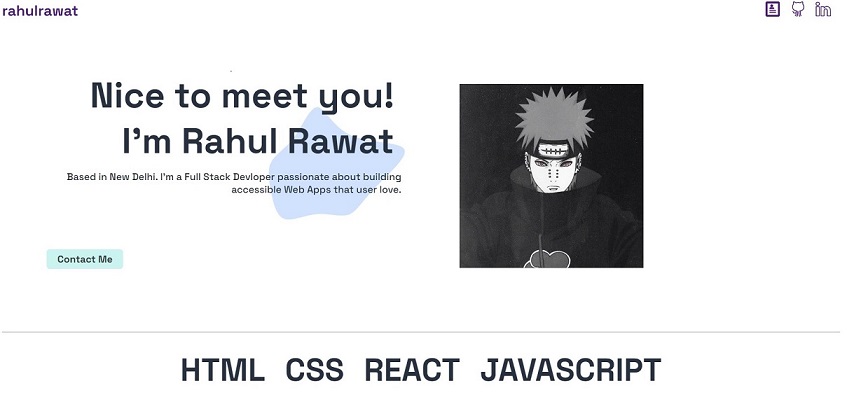 rahulrawat
Nice to meet you!
I'm Rahul Rawat
Based in New Delhi. I'm a Full Stack Devloper passionate about building
accessible Web Apps that user love.
Contact Me
HTML CSS REACT JAVASCRIPT